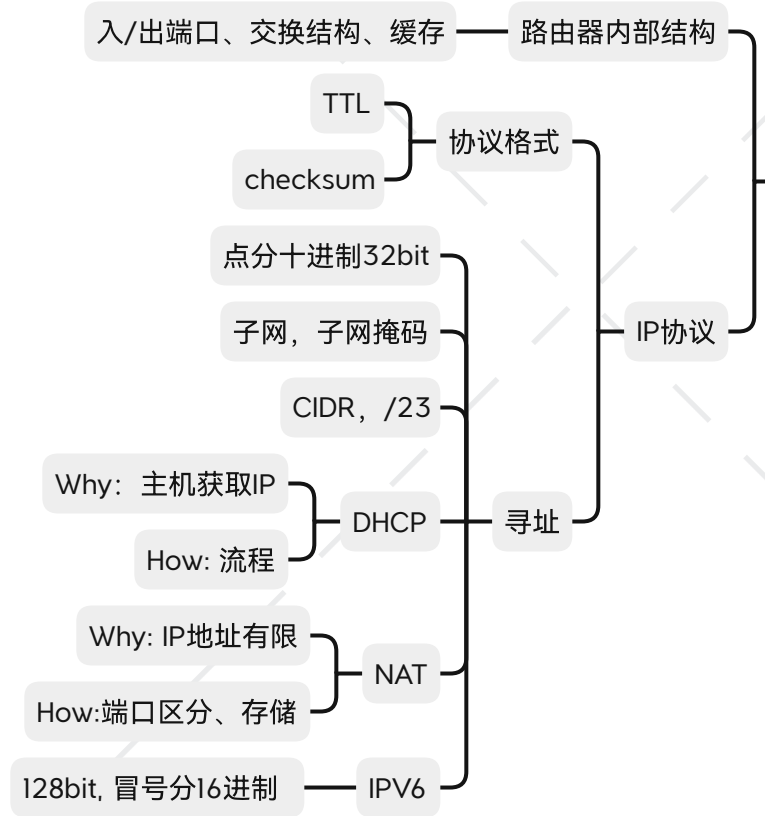 入/出端口、交换结构、缓存
路由器内部结构
TTL
协议格式
checksum
点分十进制32bit
子网，子网掩码
IP协议
CIDR，/23
Why：主机获取IP
DHCP
寻址
How: 流程
Why: IP地址有限
NAT
How:端口区分、存储
128bit, 冒号分16进制
IPV6